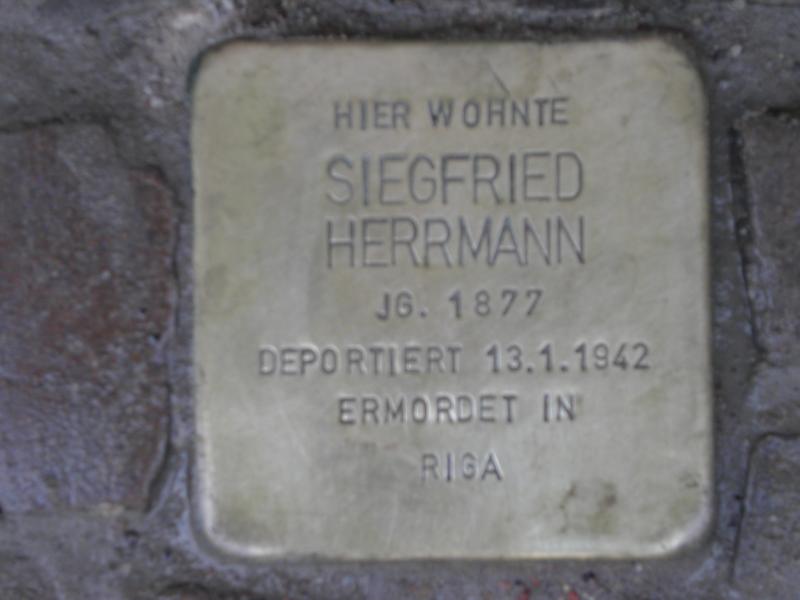 HIER WOHNTE
SIEGFRIED
HERRMANN
JG. 1877
DEPORTIERT 13.1.1942
ERMORDET IN
RIGA